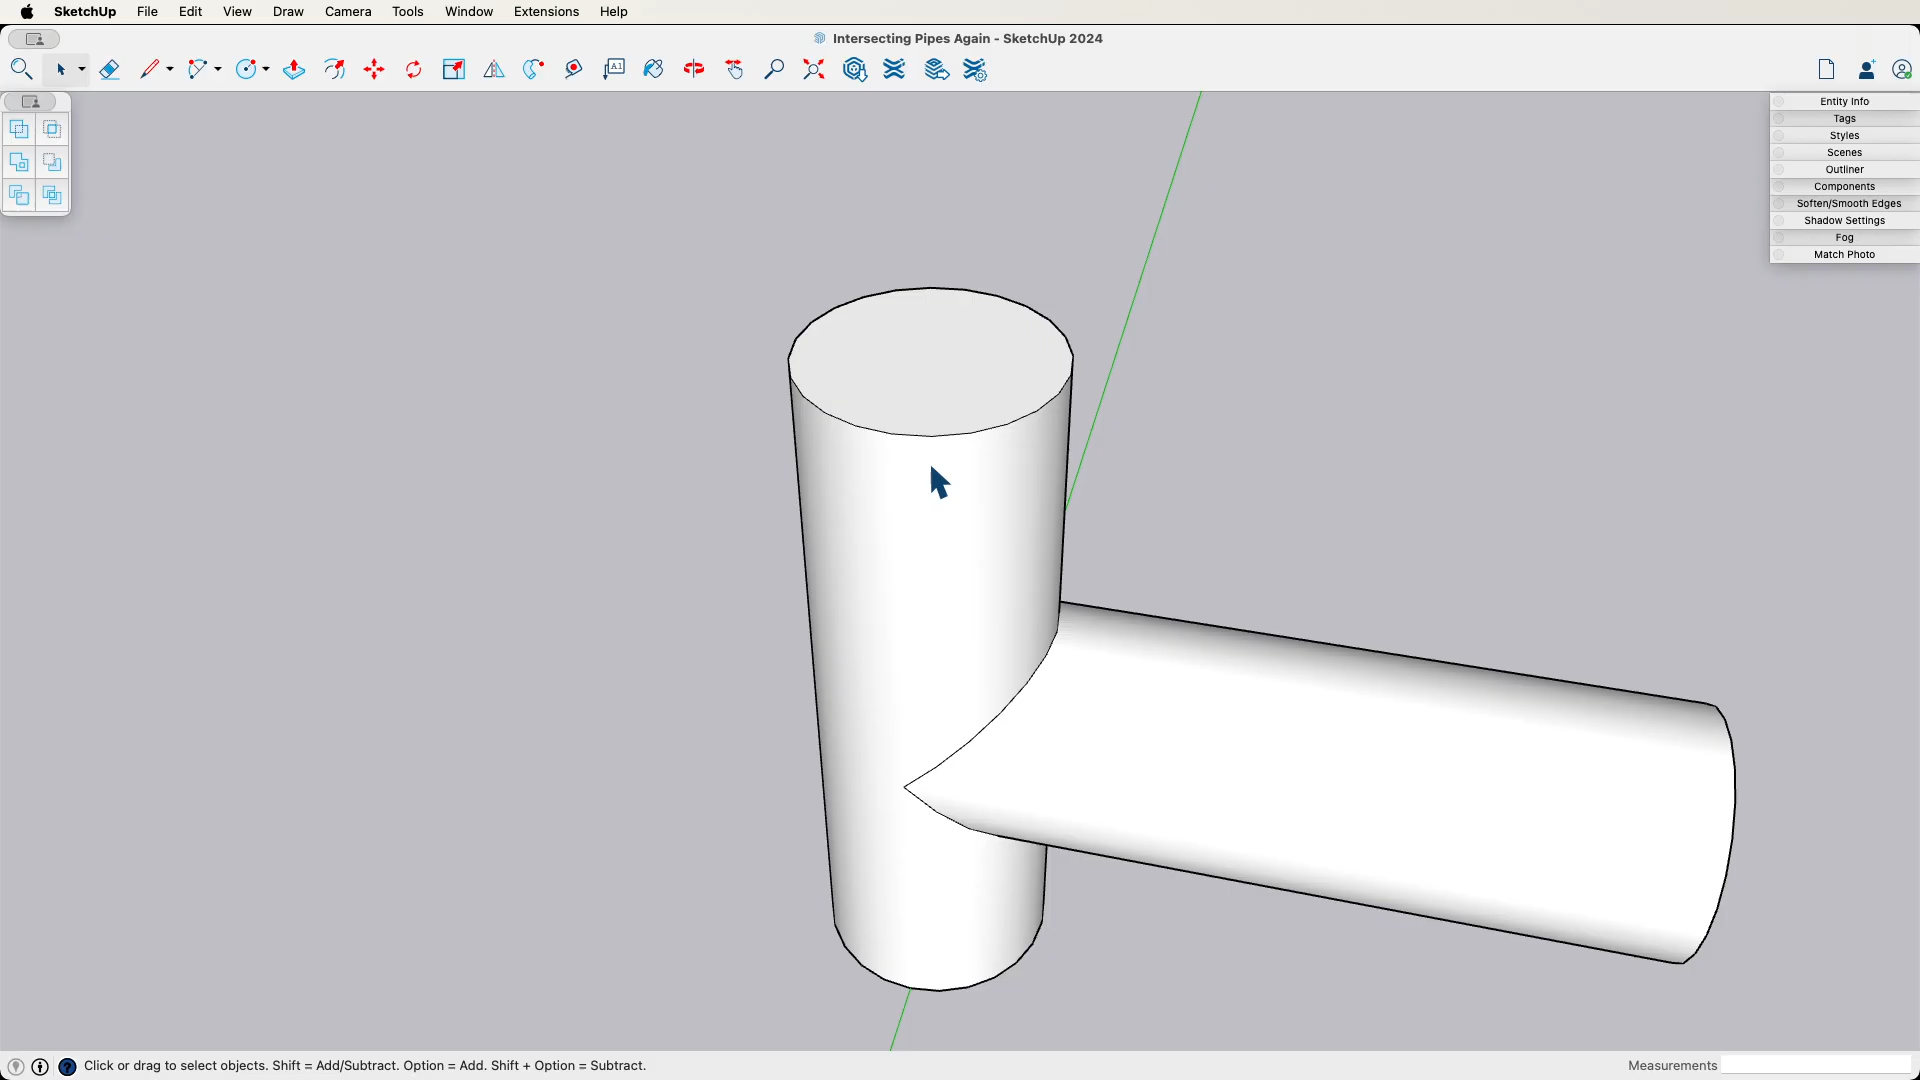 SketchUp File Edit View Draw Camera Tools Window Extensions Help
Intersecting Pipes Again - SketchUp 2024
A1
Entity Info
Tags
Styles
Scenes
Outliner
Components
Soften/Smooth Edges
Shadow Settings
Fog
Match Photo
Click or drag to select objects. Shift = Add/Subtract. Option = Add. Shift + Option = Subtract.
Measurements